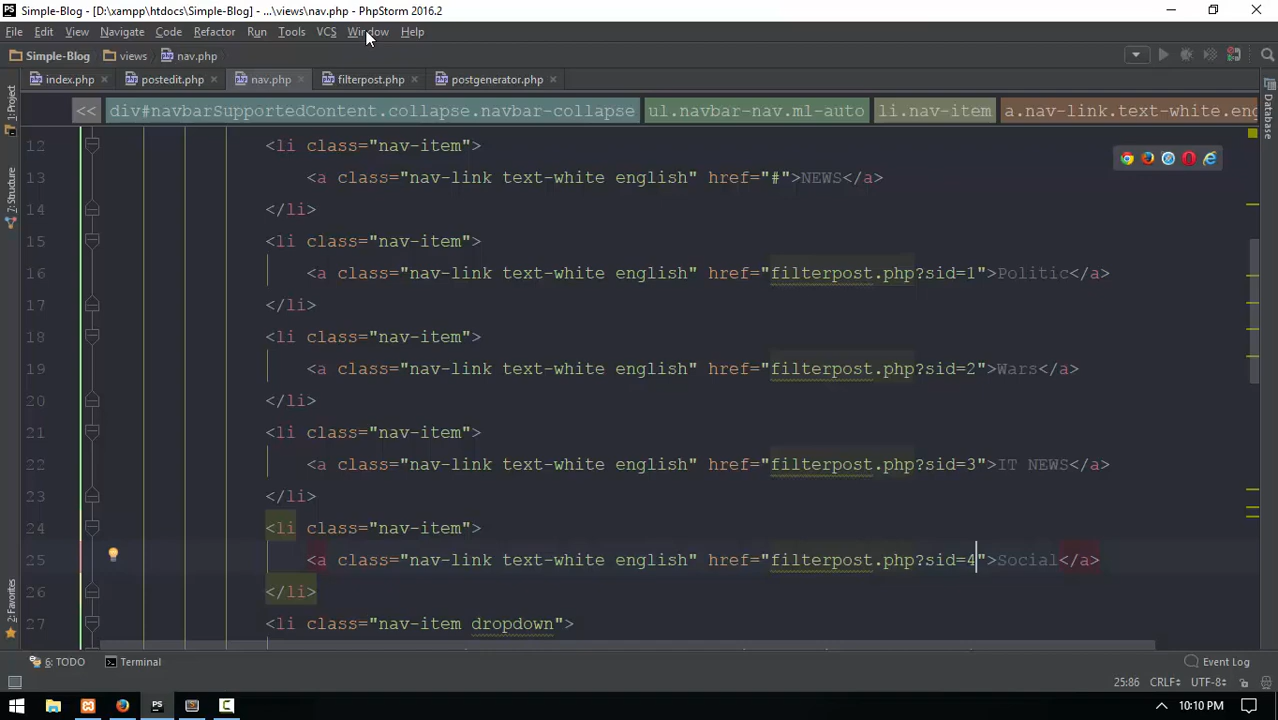 Simple-Blog - [D:\xampp\htdocs\Simple-Blog] - ...\views\nav.php - PhpStorm 2016.2
File Edit View Navigate Code Refactor Run Tools VCS Window Help
Simple-Blog views nav.php
index.php postedit.php nav.php filterpost.php postgenerator.php
<< div#navbarSupportedContent.collapse.navbar-collapse ul.navbar-nav.ml-auto li.nav-item a.nav-link.text-white.eng
1: Project
7: Structure
2: Favorites
Database
12 <li class="nav-item">
13 <a class="nav-link text-white english" href="#">NEWS</a>
14 </li>
15 <li class="nav-item">
16 <a class="nav-link text-white english" href="filterpost.php?sid=1">Politic</a>
17 </li>
18 <li class="nav-item">
19 <a class="nav-link text-white english" href="filterpost.php?sid=2">Wars</a>
20 </li>
21 <li class="nav-item">
22 <a class="nav-link text-white english" href="filterpost.php?sid=3">IT NEWS</a>
23 </li>
24 <li class="nav-item">
25 <a class="nav-link text-white english" href="filterpost.php?sid=4">Social</a>
26 </li>
27 <li class="nav-item dropdown">
6: TODO Terminal Event Log
25:86 CRLF UTF-8
PS 10:10 PM